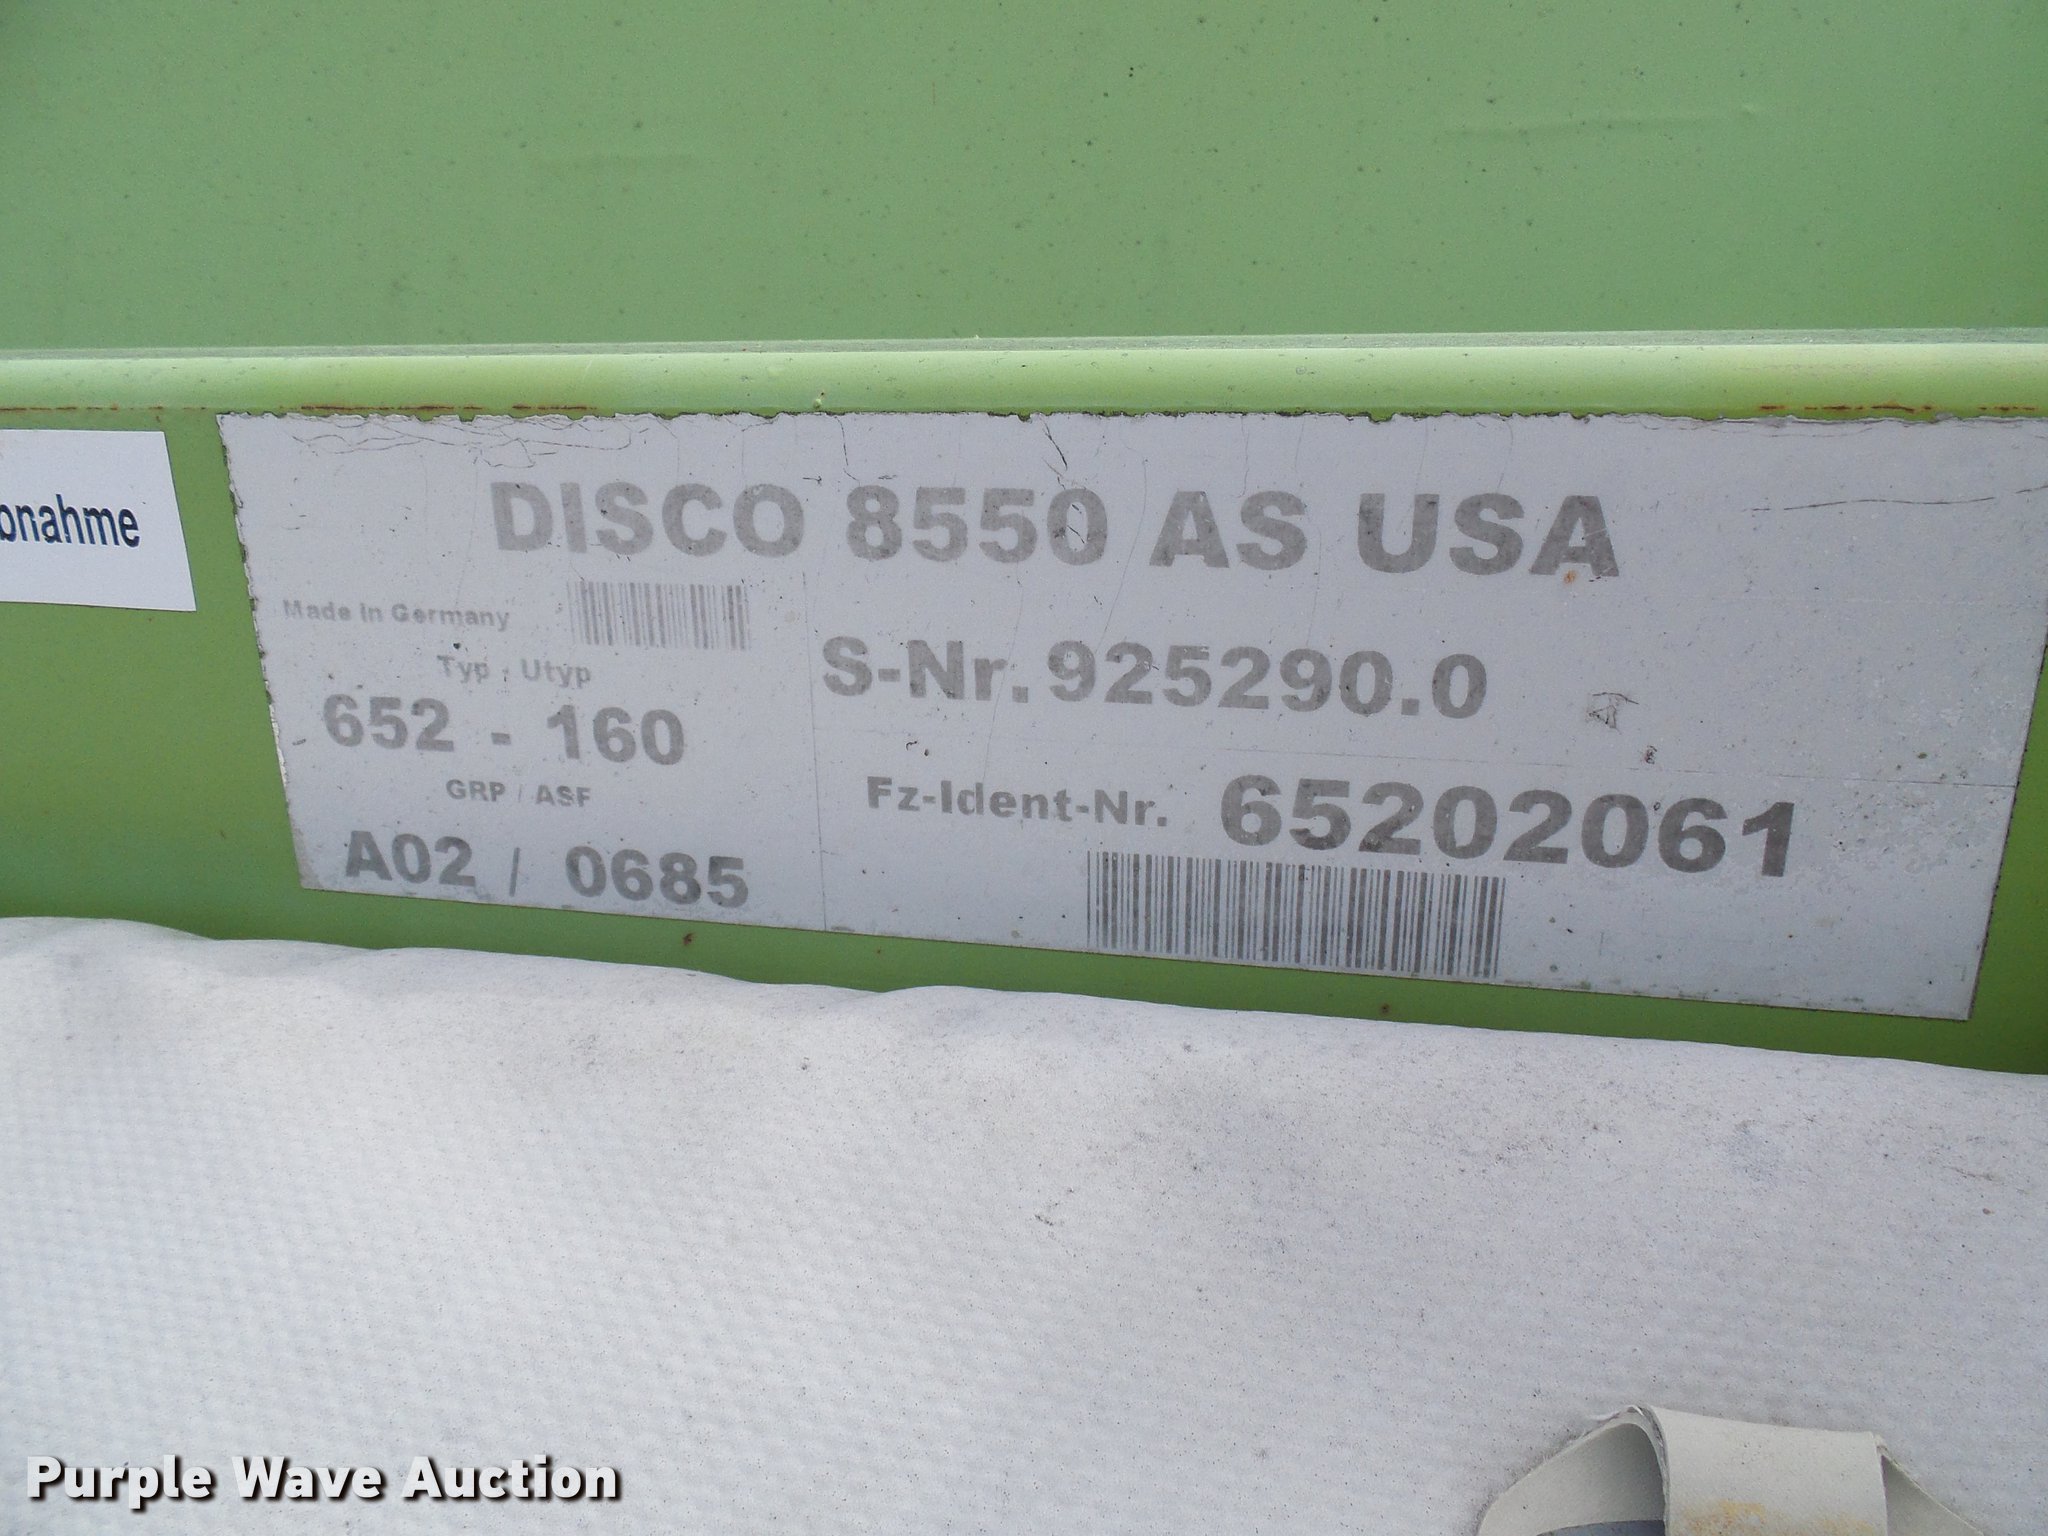 bnahme
DISCO 8550 AS USA
Made in Germany
Typ - Utyp
652 - 160
GRP / ASF
A02 / 0685
S-Nr. 925290.0
Fz-Ident-Nr. 65202061
Purple Wave Auction